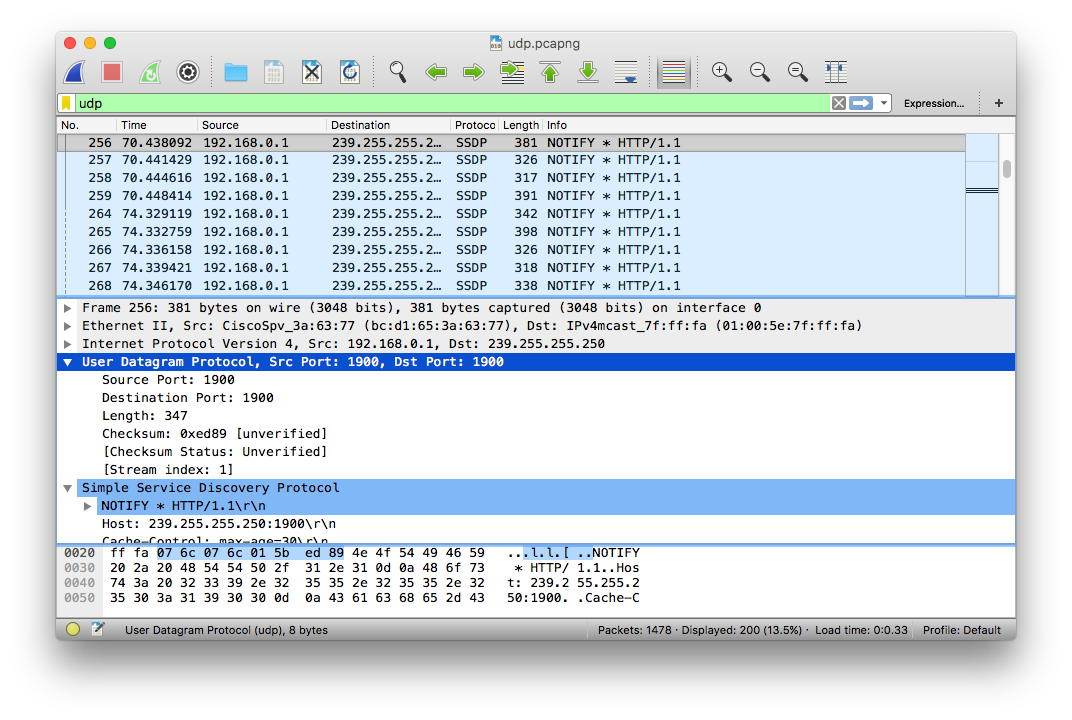 udp.pcapng
udp
Expression...
+
No. Time Source Destination Protoco Length Info
256 70.438092 192.168.0.1 239.255.255.2… SSDP 381 NOTIFY * HTTP/1.1
257 70.441429 192.168.0.1 239.255.255.2… SSDP 326 NOTIFY * HTTP/1.1
258 70.444616 192.168.0.1 239.255.255.2… SSDP 317 NOTIFY * HTTP/1.1
259 70.448414 192.168.0.1 239.255.255.2… SSDP 391 NOTIFY * HTTP/1.1
264 74.329119 192.168.0.1 239.255.255.2… SSDP 342 NOTIFY * HTTP/1.1
265 74.332759 192.168.0.1 239.255.255.2… SSDP 398 NOTIFY * HTTP/1.1
266 74.336158 192.168.0.1 239.255.255.2… SSDP 326 NOTIFY * HTTP/1.1
267 74.339421 192.168.0.1 239.255.255.2… SSDP 318 NOTIFY * HTTP/1.1
268 74.346170 192.168.0.1 239.255.255.2… SSDP 338 NOTIFY * HTTP/1.1
Frame 256: 381 bytes on wire (3048 bits), 381 bytes captured (3048 bits) on interface 0
Ethernet II, Src: CiscoSpv_3a:63:77 (bc:d1:65:3a:63:77), Dst: IPv4mcast_7f:ff:fa (01:00:5e:7f:ff:fa)
Internet Protocol Version 4, Src: 192.168.0.1, Dst: 239.255.255.250
User Datagram Protocol, Src Port: 1900, Dst Port: 1900
Source Port: 1900
Destination Port: 1900
Length: 347
Checksum: 0xed89 [unverified]
[Checksum Status: Unverified]
[Stream index: 1]
Simple Service Discovery Protocol
NOTIFY * HTTP/1.1\r\n
Host: 239.255.255.250:1900\r\n
Cache-Control: max-age=30\r\n
0020 ff fa 07 6c 07 6c 01 5b ed 89 4e 4f 54 49 46 59 ...l.l.[ ..NOTIFY
0030 20 2a 20 48 54 54 50 2f 31 2e 31 0d 0a 48 6f 73 * HTTP/ 1.1..Hos
0040 74 3a 20 32 33 39 2e 32 35 35 2e 32 35 35 2e 32 t: 239.2 55.255.2
0050 35 30 3a 31 39 30 30 0d 0a 43 61 63 68 65 2d 43 50:1900. .Cache-C
User Datagram Protocol (udp), 8 bytes
Packets: 1478 · Displayed: 200 (13.5%) · Load time: 0:0.33
Profile: Default